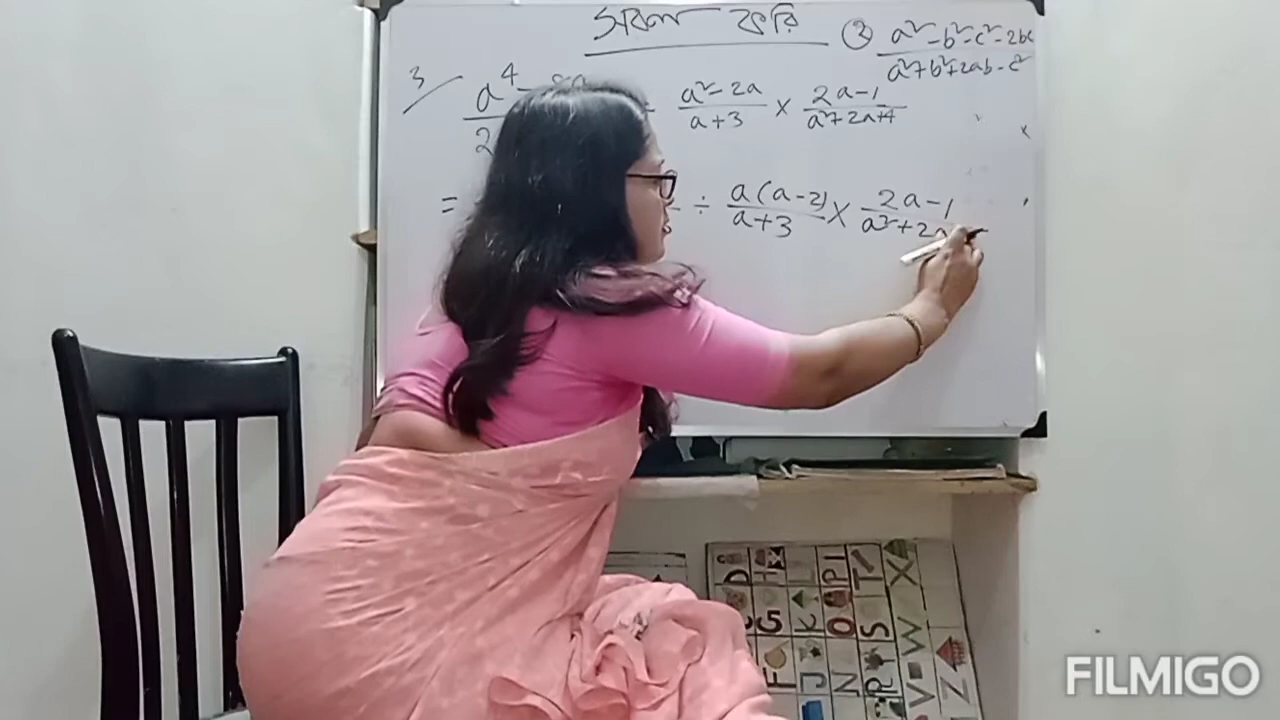 সরল করি
② a² - b² - c² - 2bc / a² + b² + 2ab - c²
3 a⁴ - 8a / 2 a² - 2a / a + 3 × 2a - 1 / a² + 2a + 4
= ÷ a(a - 2) / a + 3 × 2a - 1 / a² + 2a
D H L P T X
G K O S W
F J N R V Z
FILMIGO